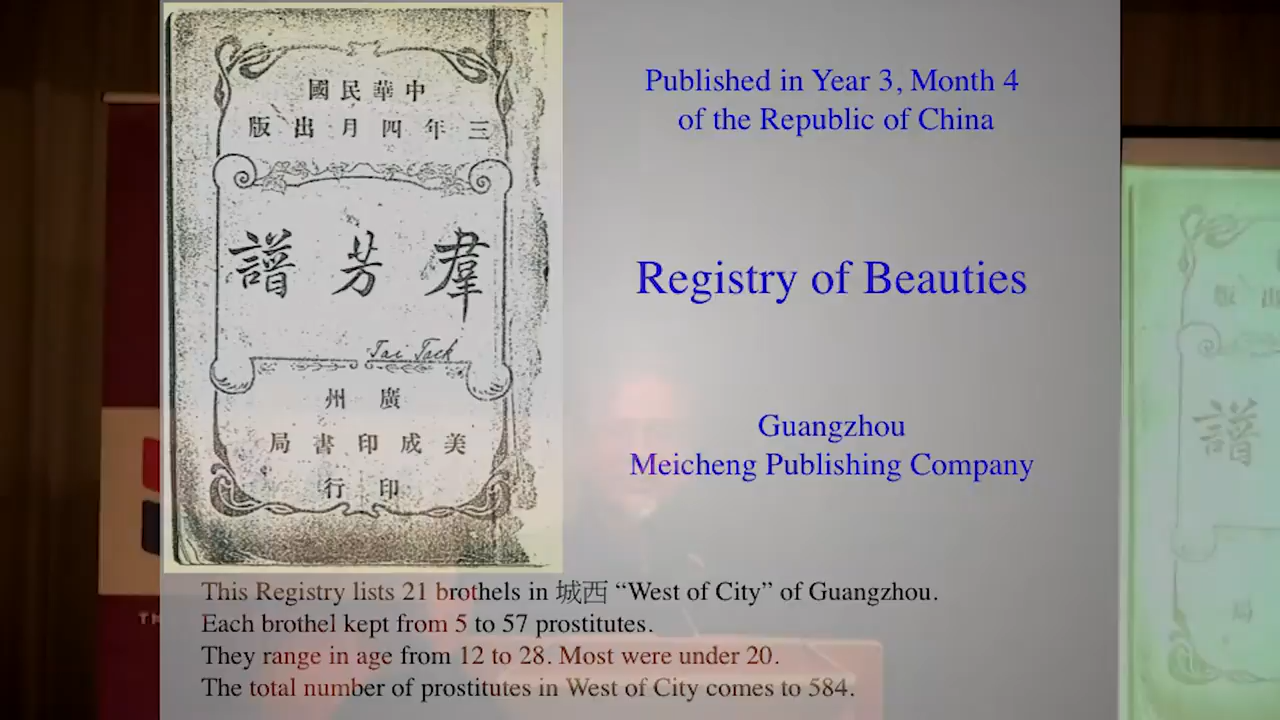 中華民國
三年四月出版
羣芳譜
Tai Tack
廣州
美成印書局
印行
Published in Year 3, Month 4
of the Republic of China
Registry of Beauties
Guangzhou
Meicheng Publishing Company
This Registry lists 21 brothels in 城西 “West of City” of Guangzhou.
Each brothel kept from 5 to 57 prostitutes.
They range in age from 12 to 28. Most were under 20.
The total number of prostitutes in West of City comes to 584.
譜